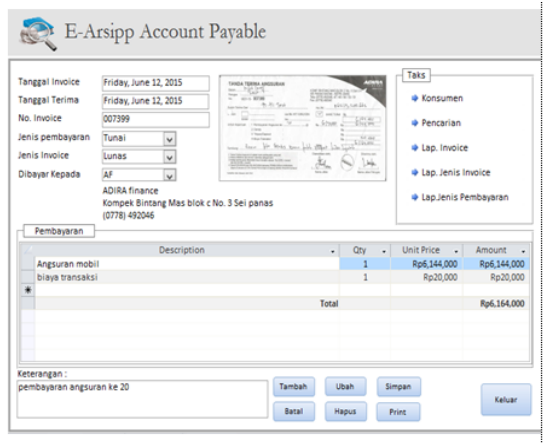 E-Arsipp Account Payable
Tanggal Invoice Friday, June 12, 2015
Tanggal Terima Friday, June 12, 2015
No. Invoice 007399
Jenis pembayaran Tunai
Jenis Invoice Lunas
Dibayar Kepada AF
ADIRA finance
Kompek Bintang Mas blok c No. 3 Sei panas
(0778) 492046
TANDA TERIMA ANGSURAN
Taks
Konsumen
Pencarian
Lap. Invoice
Lap. Jenis Invoice
Lap.Jenis Pembayaran
Pembayaran
Description Qty Unit Price Amount
Angsuran mobil 1 Rp6,144,000 Rp6,144,000
biaya transaksi 1 Rp20,000 Rp20,000
Total Rp6,164,000
Keterangan :
pembayaran angsuran ke 20
Tambah Ubah Simpan
Batal Hapus Print
Keluar